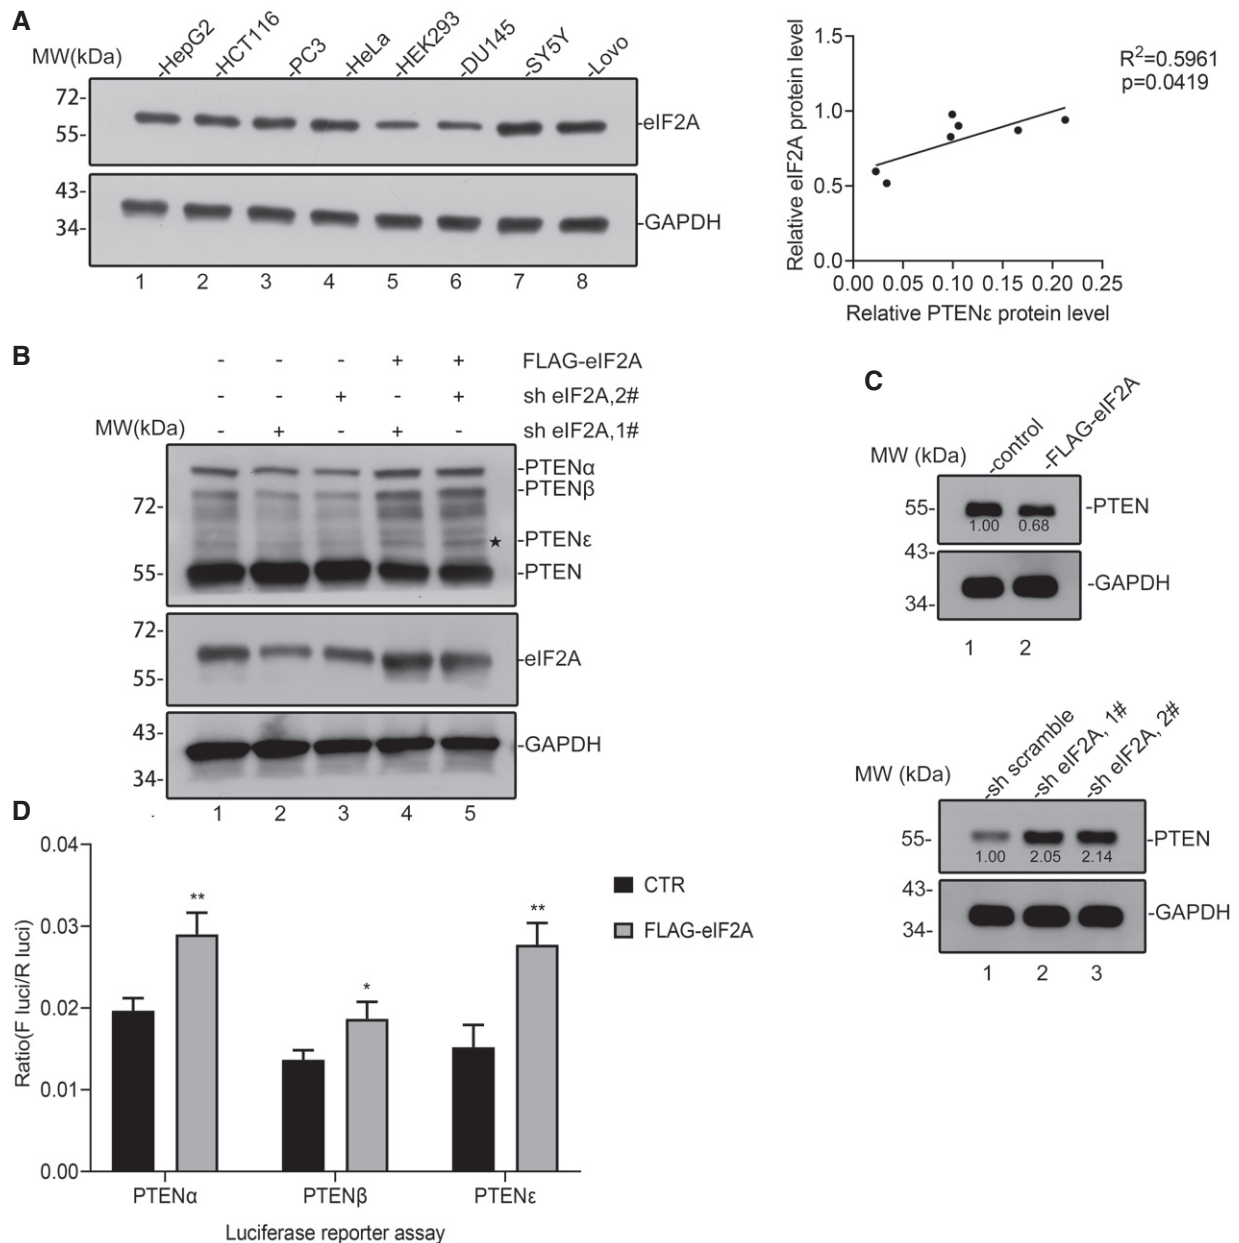 A
MW(kDa)
-HepG2
-HCT116
-PC3
-HeLa
-HEK293
-DU145
-SY5Y
-Lovo
72-
55-
-eIF2A
43-
34-
-GAPDH
1 2 3 4 5 6 7 8
Relative eIF2A protein level
1.5
1.0
0.5
0.0
R²=0.5961
p=0.0419
0.00 0.05 0.10 0.15 0.20 0.25
Relative PTENε protein level
B
- - - + + FLAG-eIF2A
- - + - + sh eIF2A,2#
MW(kDa) - + - + - sh eIF2A,1#
-PTENα
-PTENβ
72-
-PTENε
★
55-
-PTEN
72-
-eIF2A
55-
43-
-GAPDH
34-
1 2 3 4 5
C
MW (kDa)
-control
-FLAG-eIF2A
55-
-PTEN
1.00 0.68
43-
-GAPDH
34-
1 2
MW (kDa)
-sh scramble
-sh eIF2A, 1#
-sh eIF2A, 2#
55-
-PTEN
1.00 2.05 2.14
43-
-GAPDH
34-
1 2 3
D
Ratio(F luci/R luci)
0.04
0.03
0.02
0.01
0.00
**
*
**
CTR
FLAG-eIF2A
PTENα PTENβ PTENε
Luciferase reporter assay